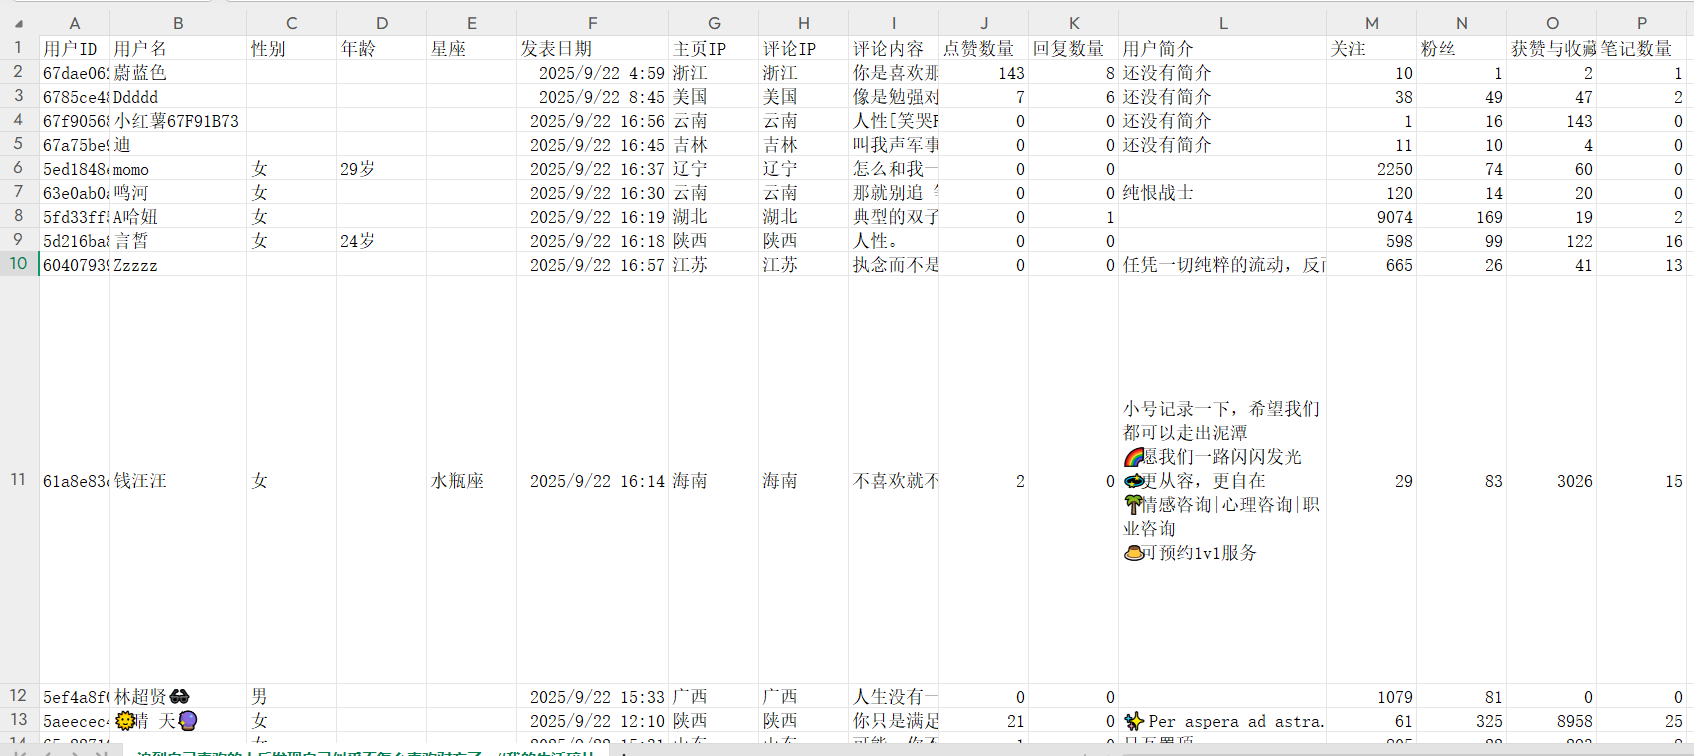 A B C D E F G H I J K L M N O P
1 用户ID 用户名 性别 年龄 星座 发表日期 主页IP 评论IP 评论内容 点赞数量 回复数量 用户简介 关注 粉丝 获赞与收藏 笔记数量
2 67dae06 蔚蓝色 2025/9/22 4:59 浙江 浙江 你是喜欢那 143 8 还没有简介 10 1 2 1
3 6785ce4 Ddddd 2025/9/22 8:45 美国 美国 像是勉强对 7 6 还没有简介 38 49 47 2
4 67f9056 小红薯67F91B73 2025/9/22 16:56 云南 云南 人性[笑哭 0 0 还没有简介 1 16 143 0
5 67a75be 迪 2025/9/22 16:45 吉林 吉林 叫我声军事 0 0 还没有简介 11 10 4 0
6 5ed1848 momo 女 29岁 2025/9/22 16:37 辽宁 辽宁 怎么和我一 0 0 2250 74 60 0
7 63e0ab0 鸣河 女 2025/9/22 16:30 云南 云南 那就别追 0 0 纯恨战士 120 14 20 0
8 5fd33ff A哈妞 女 2025/9/22 16:19 湖北 湖北 典型的双子 0 1 9074 169 19 2
9 5d216ba 言皙 女 24岁 2025/9/22 16:18 陕西 陕西 人性。 0 0 598 99 122 16
10 6040793 Zzzzz 2025/9/22 16:57 江苏 江苏 执念而不是 0 0 任凭一切纯粹的流动，反 665 26 41 13
小号记录一下，希望我们
都可以走出泥潭
🌈愿我们一路闪闪发光
11 61a8e83 钱汪汪 女 水瓶座 2025/9/22 16:14 海南 海南 不喜欢就不 2 0 💫更从容，更自在 29 83 3026 15
🌴情感咨询|心理咨询|职
业咨询
🍮可预约1v1服务
12 5ef4a8f 林超贤🕶 男 2025/9/22 15:33 广西 广西 人生没有一 0 0 1079 81 0 0
13 5aeecec 🌞晴 天🔮 女 2025/9/22 12:10 陕西 陕西 你只是满足 21 0 ✨Per aspera ad astra. 61 325 8958 25